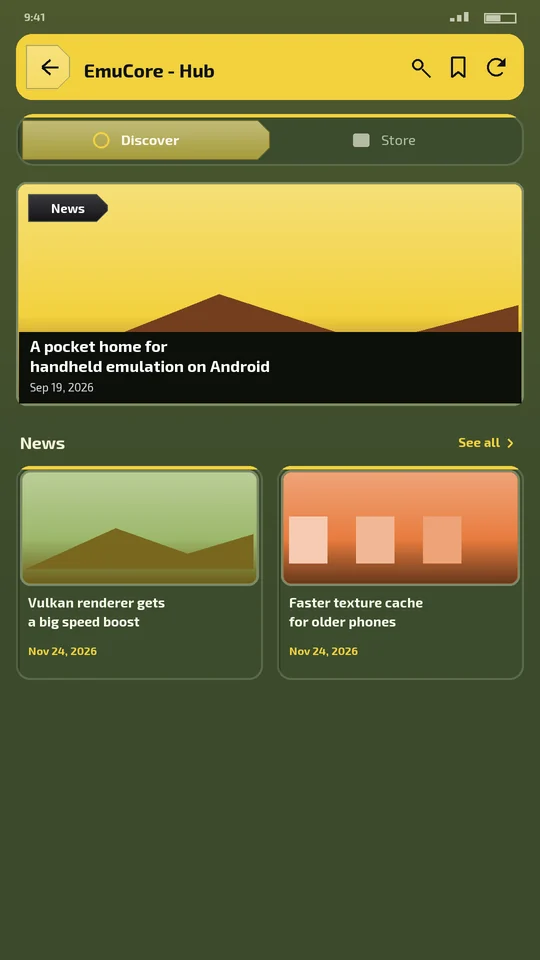 9:41
EmuCore - Hub
Discover
Store
News
A pocket home for
handheld emulation on Android
Sep 19, 2026
News
See all
Vulkan renderer gets
a big speed boost
Nov 24, 2026
Faster texture cache
for older phones
Nov 24, 2026